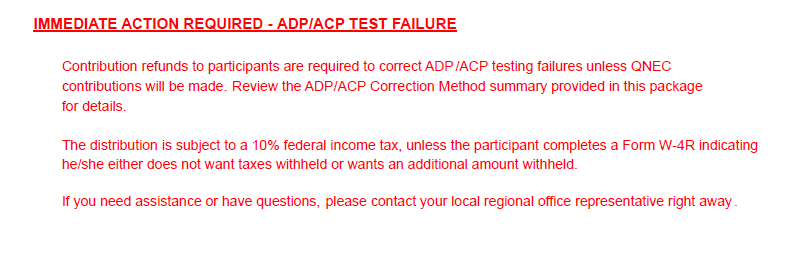 IMMEDIATE ACTION REQUIRED - ADP/ACP TEST FAILURE
Contribution refunds to participants are required to correct ADP/ACP testing failures unless QNEC
contributions will be made. Review the ADP/ACP Correction Method summary provided in this package
for details.
The distribution is subject to a 10% federal income tax, unless the participant completes a Form W-4R indicating
he/she either does not want taxes withheld or wants an additional amount withheld.
If you need assistance or have questions, please contact your local regional office representative right away.